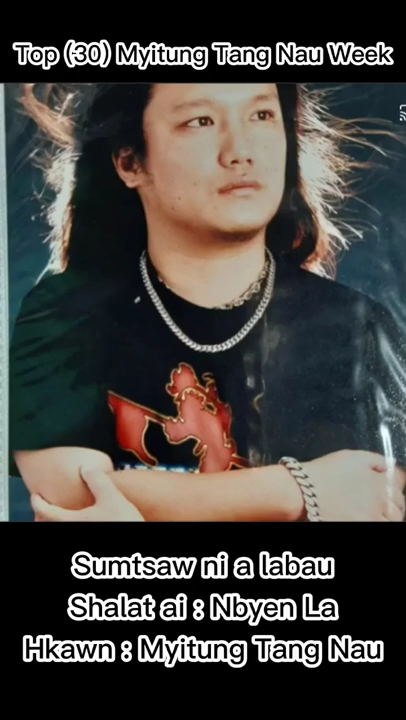 Top (30) Myitung Tang Nau Week
Sumtsaw ni a labau
Shalat ai : Nbyen La
Hkawn : Myitung Tang Nau